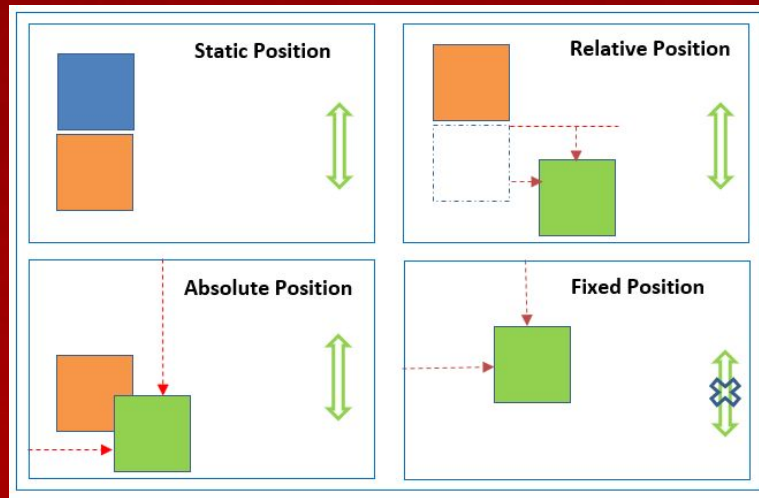 Static Position
Relative Position
Absolute Position
Fixed Position